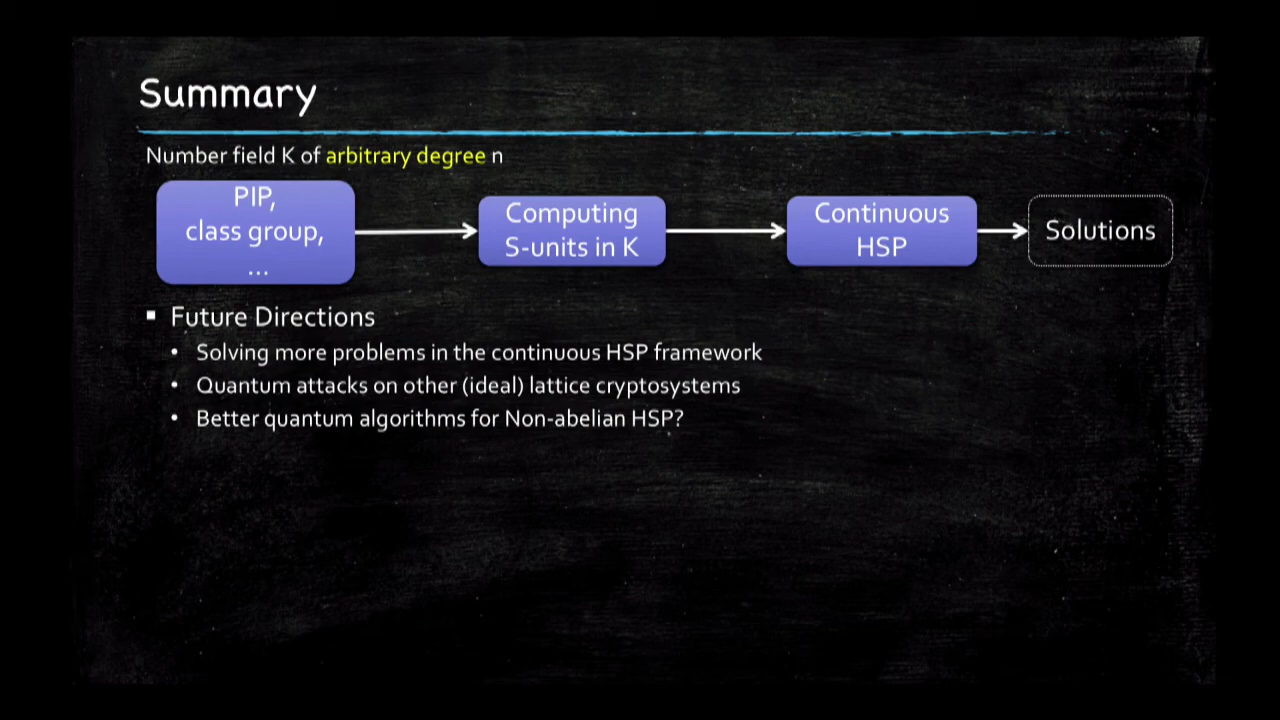 Summary
Number field K of arbitrary degree n
PIP,
class group,
...
Computing
S-units in K
Continuous
HSP
Solutions
▪ Future Directions
• Solving more problems in the continuous HSP framework
• Quantum attacks on other (ideal) lattice cryptosystems
• Better quantum algorithms for Non-abelian HSP?